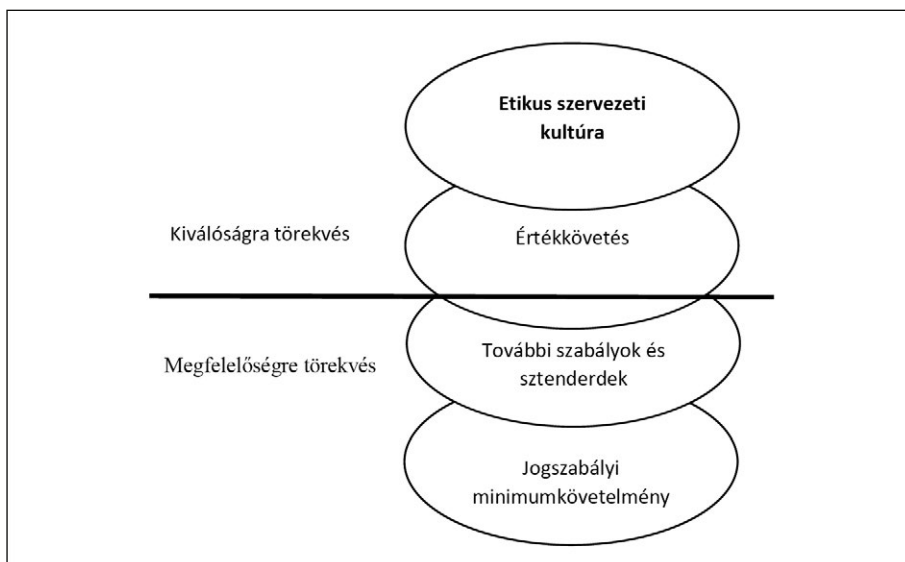 Etikus szervezeti
kultúra
Kiválóságra törekvés
Értékkövetés
Megfelelőségre törekvés
További szabályok és
sztenderdek
Jogszabályi
minimumkövetelmény